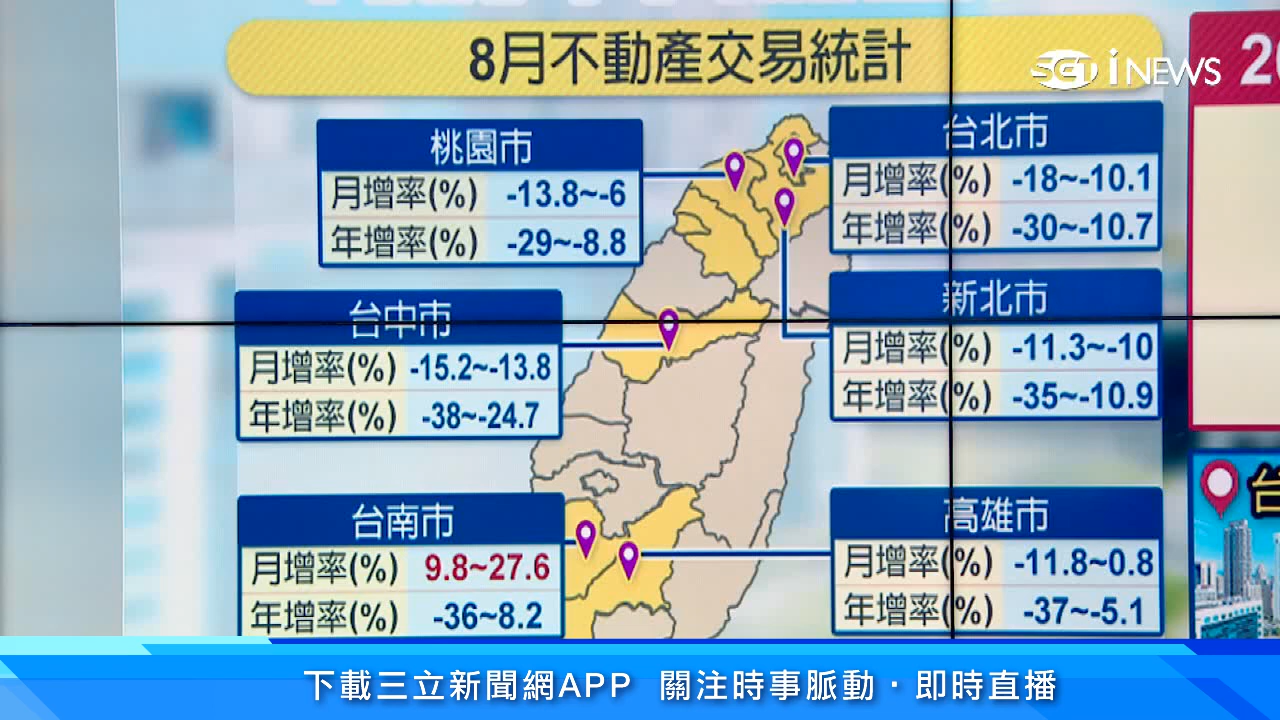 8月不動產交易統計
SET iNEWS
20
桃園市
月增率(%) -13.8~-6
年增率(%) -29~-8.8
台北市
月增率(%) -18~-10.1
年增率(%) -30~-10.7
台中市
月增率(%) -15.2~-13.8
年增率(%) -38~-24.7
新北市
月增率(%) -11.3~-10
年增率(%) -35~-10.9
台南市
月增率(%) 9.8~27.6
年增率(%) -36~8.2
高雄市
月增率(%) -11.8~0.8
年增率(%) -37~-5.1
台
下載三立新聞網APP 關注時事脈動・即時直播